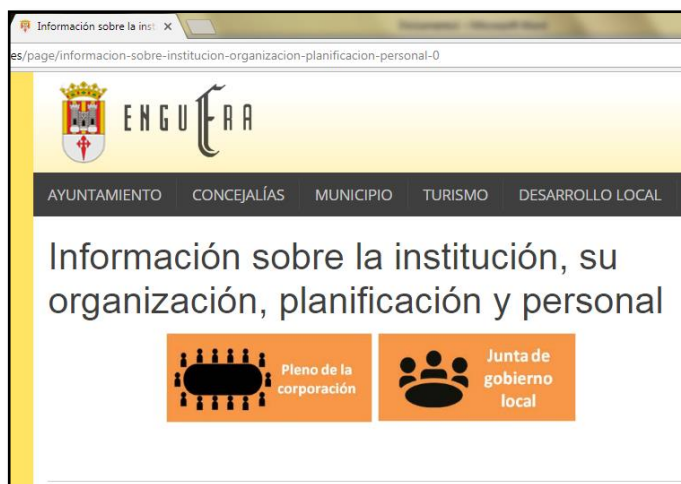 Información sobre la inst
es/page/informacion-sobre-institucion-organizacion-planificacion-personal-0
ENGUERA
AYUNTAMIENTO CONCEJALÍAS MUNICIPIO TURISMO DESARROLLO LOCAL
Información sobre la institución, su
organización, planificación y personal
Pleno de la
corporación
Junta de
gobierno
local